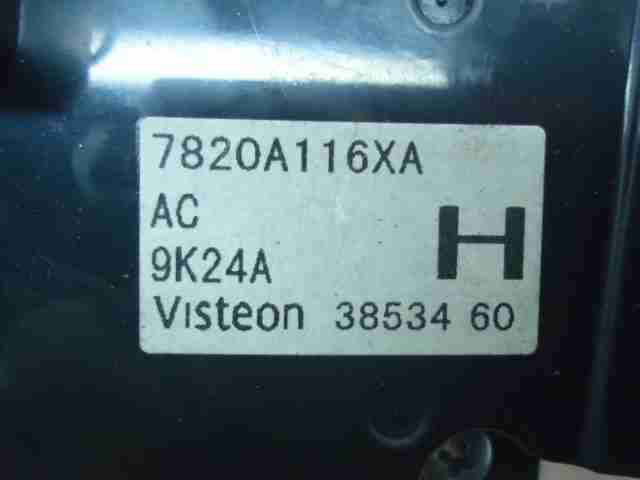 7820A116XA
AC
9K24A H
Visteon 38534 60